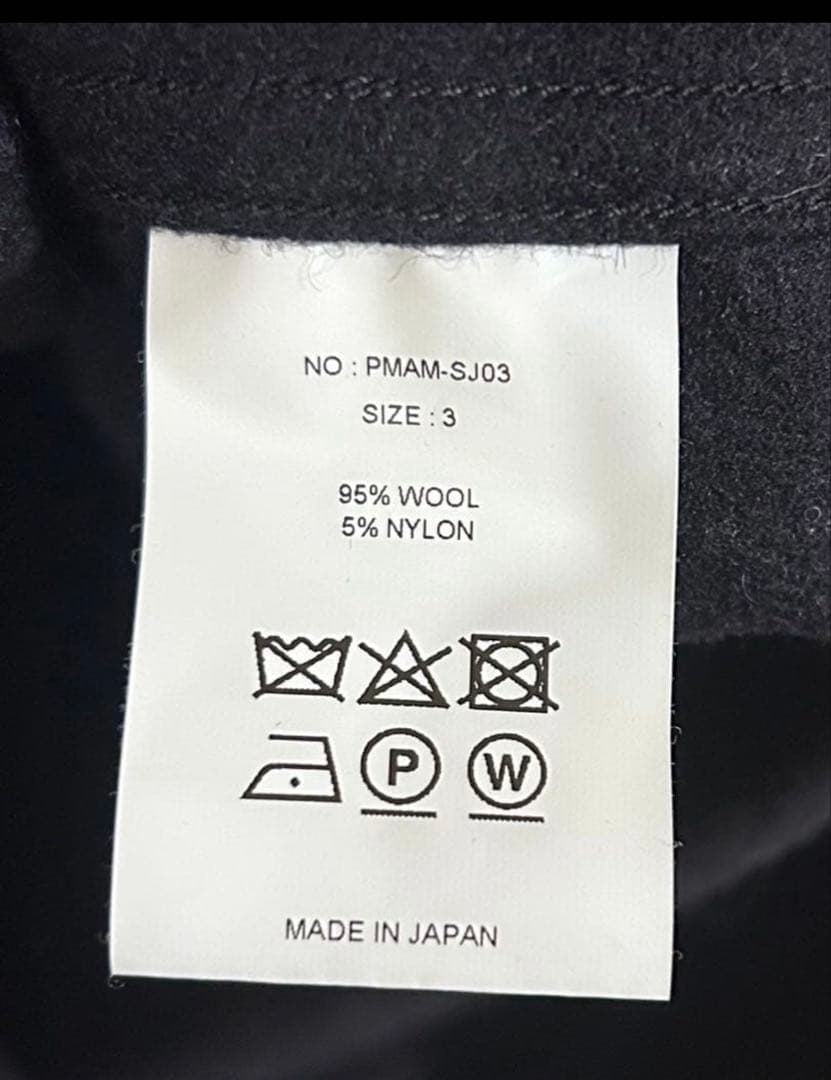 NO : PMAM-SJ03
SIZE : 3
95% WOOL
5% NYLON
P W
MADE IN JAPAN